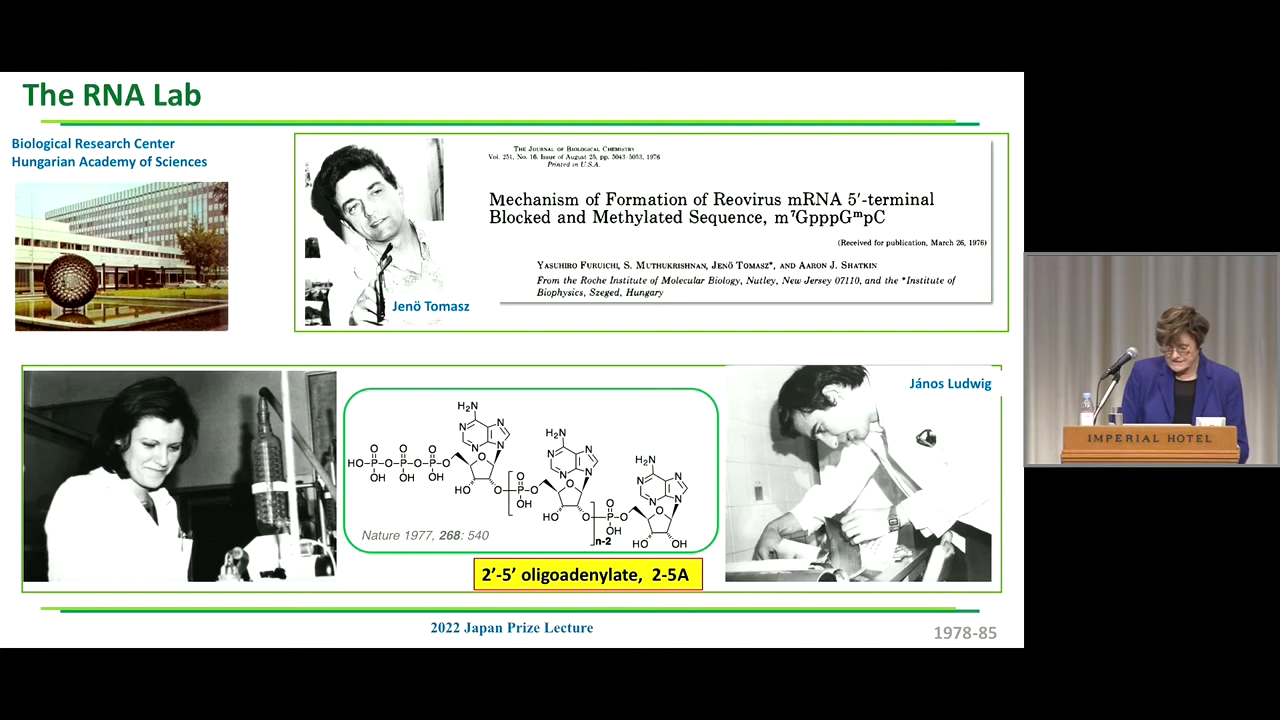 The RNA Lab
Biological Research Center
Hungarian Academy of Sciences
THE JOURNAL OF BIOLOGICAL CHEMISTRY
Vol. 251, No. 16, Issue of August 25, pp. 5043-5053, 1976
Printed in U.S.A.
Mechanism of Formation of Reovirus mRNA 5′-terminal
Blocked and Methylated Sequence, m⁷GpppGᵐpC
(Received for publication, March 26, 1976)
YASUHIRO FURUICHI, S. MUTHUKRISHNAN, JENÖ TOMASZ*, AND AARON J. SHATKIN
From the Roche Institute of Molecular Biology, Nutley, New Jersey 07110, and the *Institute of
Biophysics, Szeged, Hungary
Jenö Tomasz
János Ludwig
H₂N
N
N
N
N
O
O
O
HO
P
O
P
O
P
O
OH
OH
OH
O
HO
O
H₂N
N
N
N
N
O
P
O
OH
O
HO
O
H₂N
N
N
N
N
O
P
O
OH
O
HO
OH
n-2
Nature 1977, 268: 540
2’-5’ oligoadenylate, 2-5A
IMPERIAL HOTEL
2022 Japan Prize Lecture
1978-85